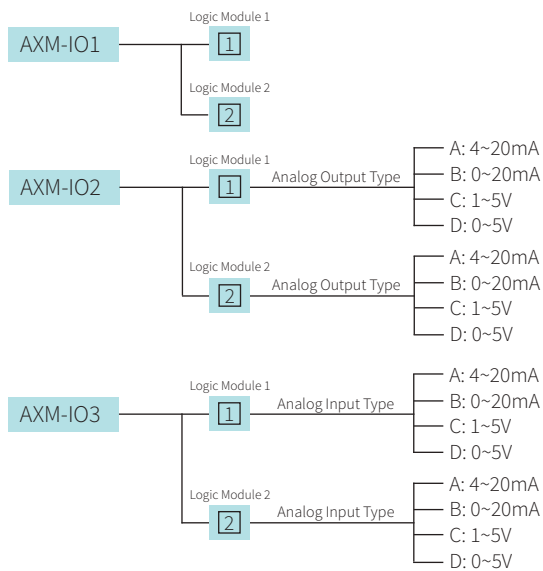 Logic Module 1
AXM-IO1
1
Logic Module 2
2
Logic Module 1
AXM-IO2
1
Analog Output Type
A: 4~20mA
B: 0~20mA
C: 1~5V
D: 0~5V
Logic Module 2
2
Analog Output Type
A: 4~20mA
B: 0~20mA
C: 1~5V
D: 0~5V
Logic Module 1
AXM-IO3
1
Analog Input Type
A: 4~20mA
B: 0~20mA
C: 1~5V
D: 0~5V
Logic Module 2
2
Analog Input Type
A: 4~20mA
B: 0~20mA
C: 1~5V
D: 0~5V